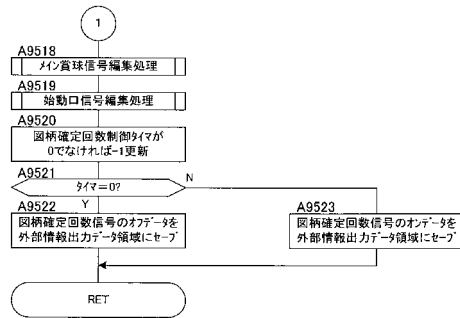 1
A9518
メイン賞球信号編集処理
A9519
始動口信号編集処理
A9520
図柄確定回数制御タイマが
0でなければ-1更新
A9521
タイマ=0?
N
Y
A9522
図柄確定回数信号のオフデータを
外部情報出力データ領域にセーブ
A9523
図柄確定回数信号のオンデータを
外部情報出力データ領域にセーブ
RET